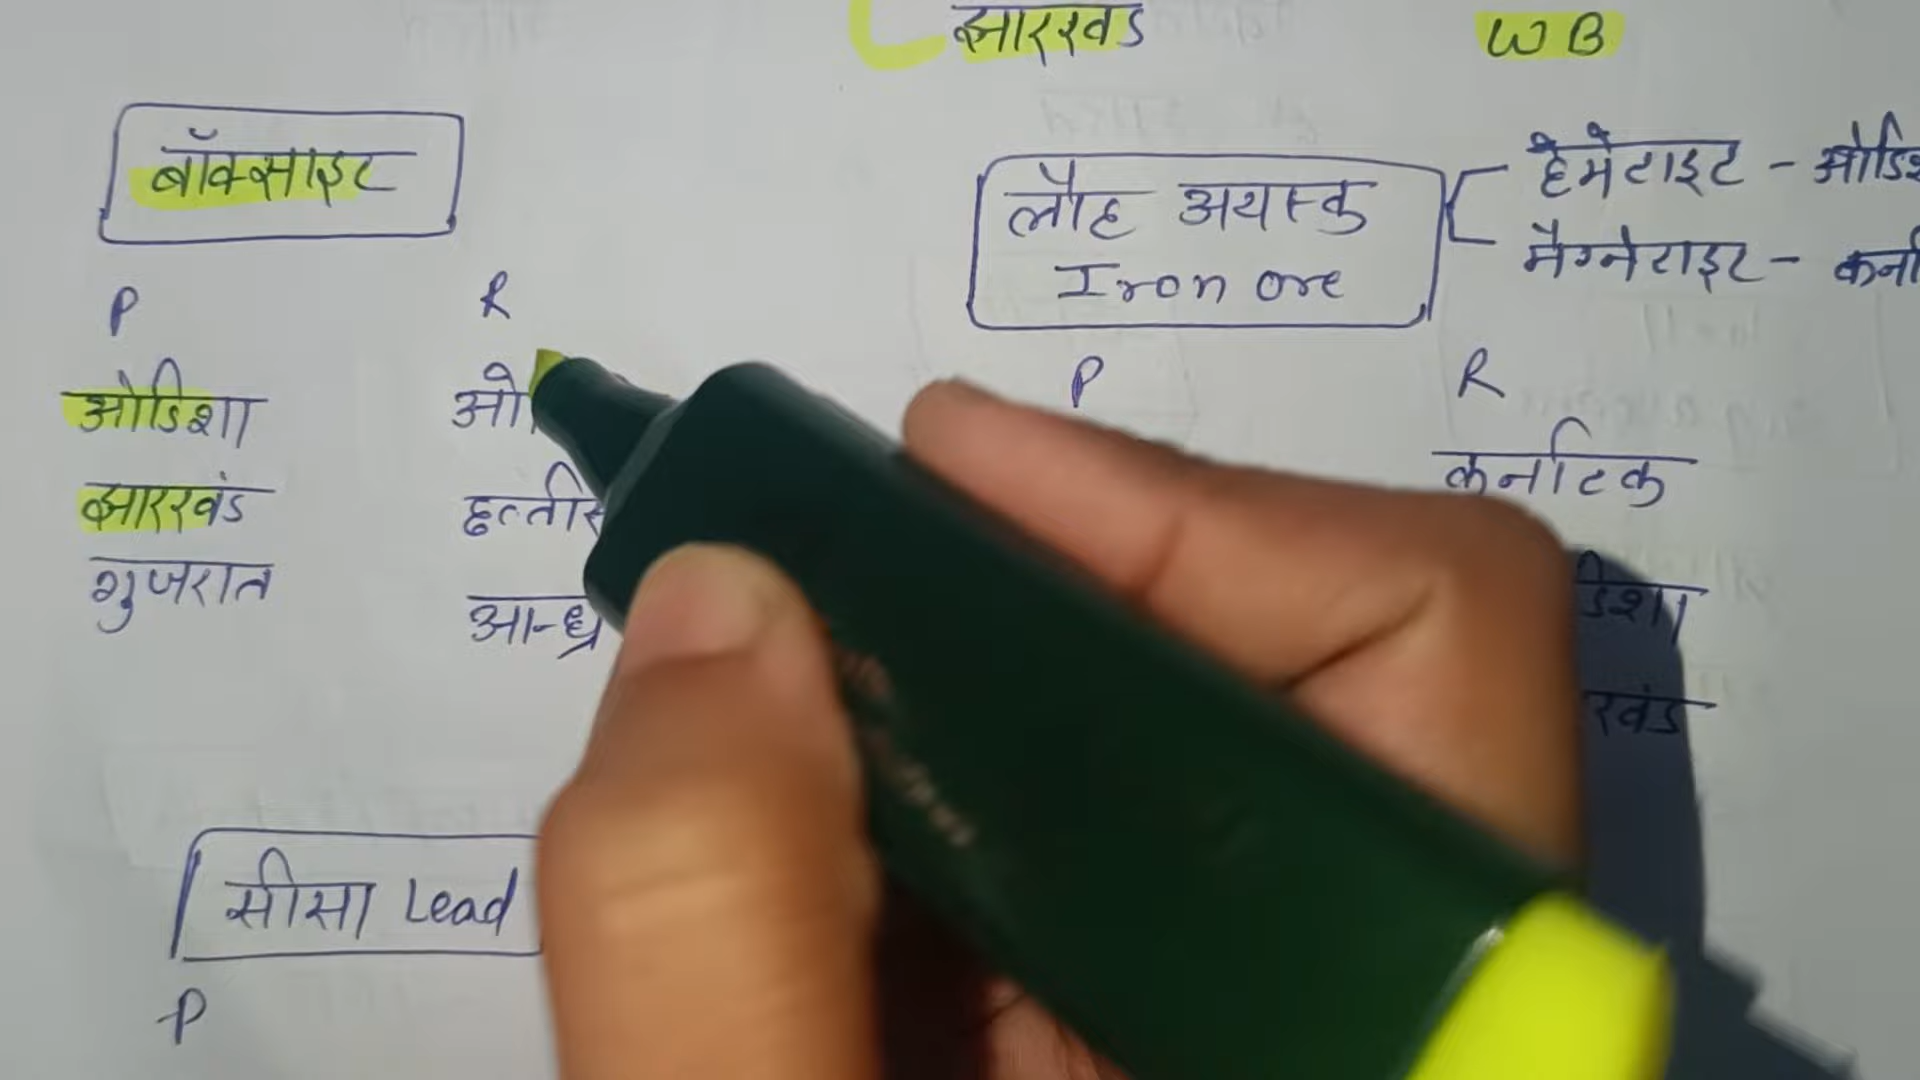 झारखंड
WB
बॉक्साइट
P R
ओडिशा
झारखंड
गुजरात
लौह अयस्क
Iron ore
हेमेटाइट -
मैग्नेटाइट -
P R
कर्नाटक
सीसा Lead
P